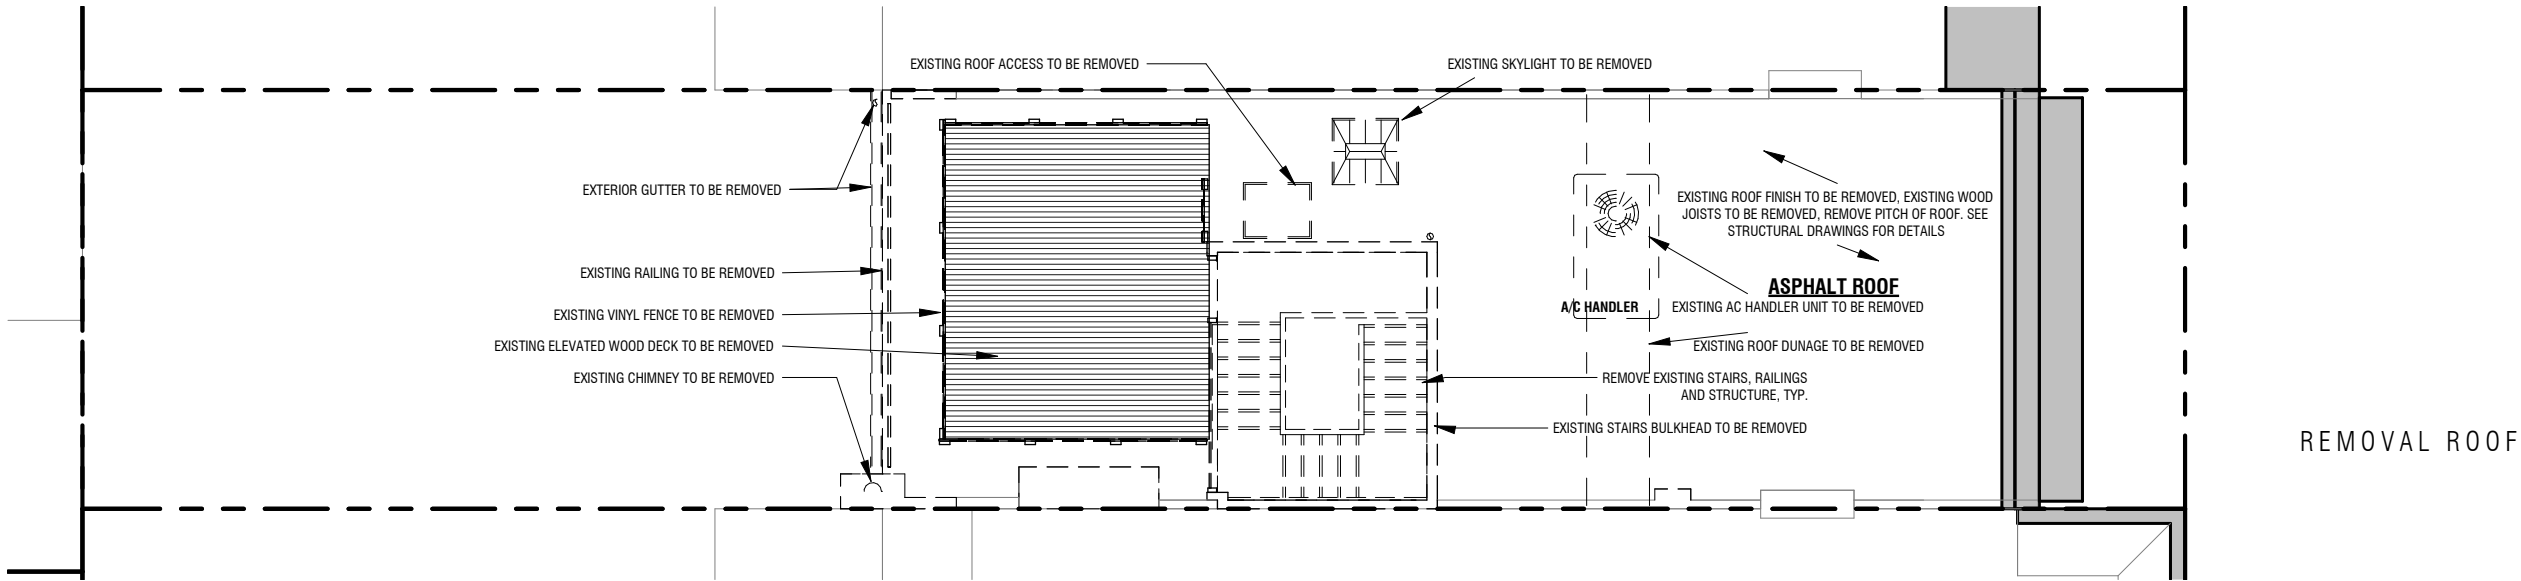 EXISTING ROOF ACCESS TO BE REMOVED
EXISTING SKYLIGHT TO BE REMOVED
EXTERIOR GUTTER TO BE REMOVED
EXISTING ROOF FINISH TO BE REMOVED, EXISTING WOOD
JOISTS TO BE REMOVED, REMOVE PITCH OF ROOF. SEE
STRUCTURAL DRAWINGS FOR DETAILS
EXISTING RAILING TO BE REMOVED
ASPHALT ROOF
A/C HANDLER
EXISTING AC HANDLER UNIT TO BE REMOVED
EXISTING VINYL FENCE TO BE REMOVED
EXISTING ELEVATED WOOD DECK TO BE REMOVED
EXISTING ROOF DUNAGE TO BE REMOVED
EXISTING CHIMNEY TO BE REMOVED
REMOVE EXISTING STAIRS, RAILINGS
AND STRUCTURE, TYP.
EXISTING STAIRS BULKHEAD TO BE REMOVED
REMOVAL ROOF